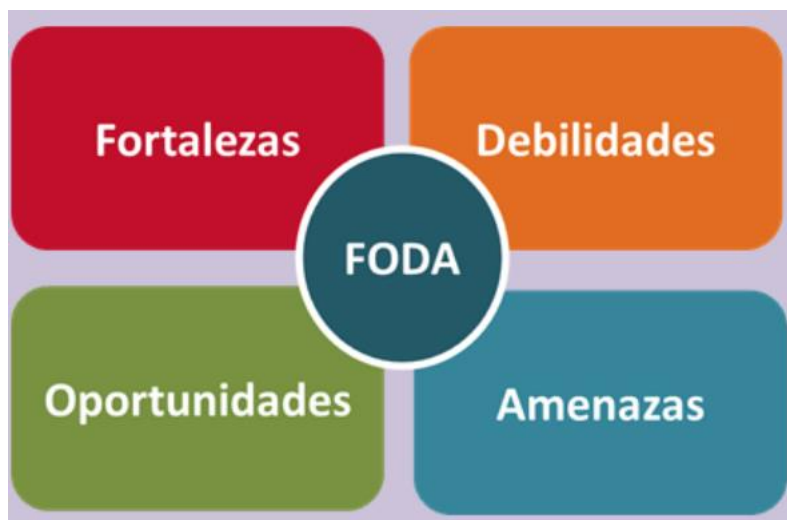 Fortalezas
Debilidades
FODA
Oportunidades
Amenazas